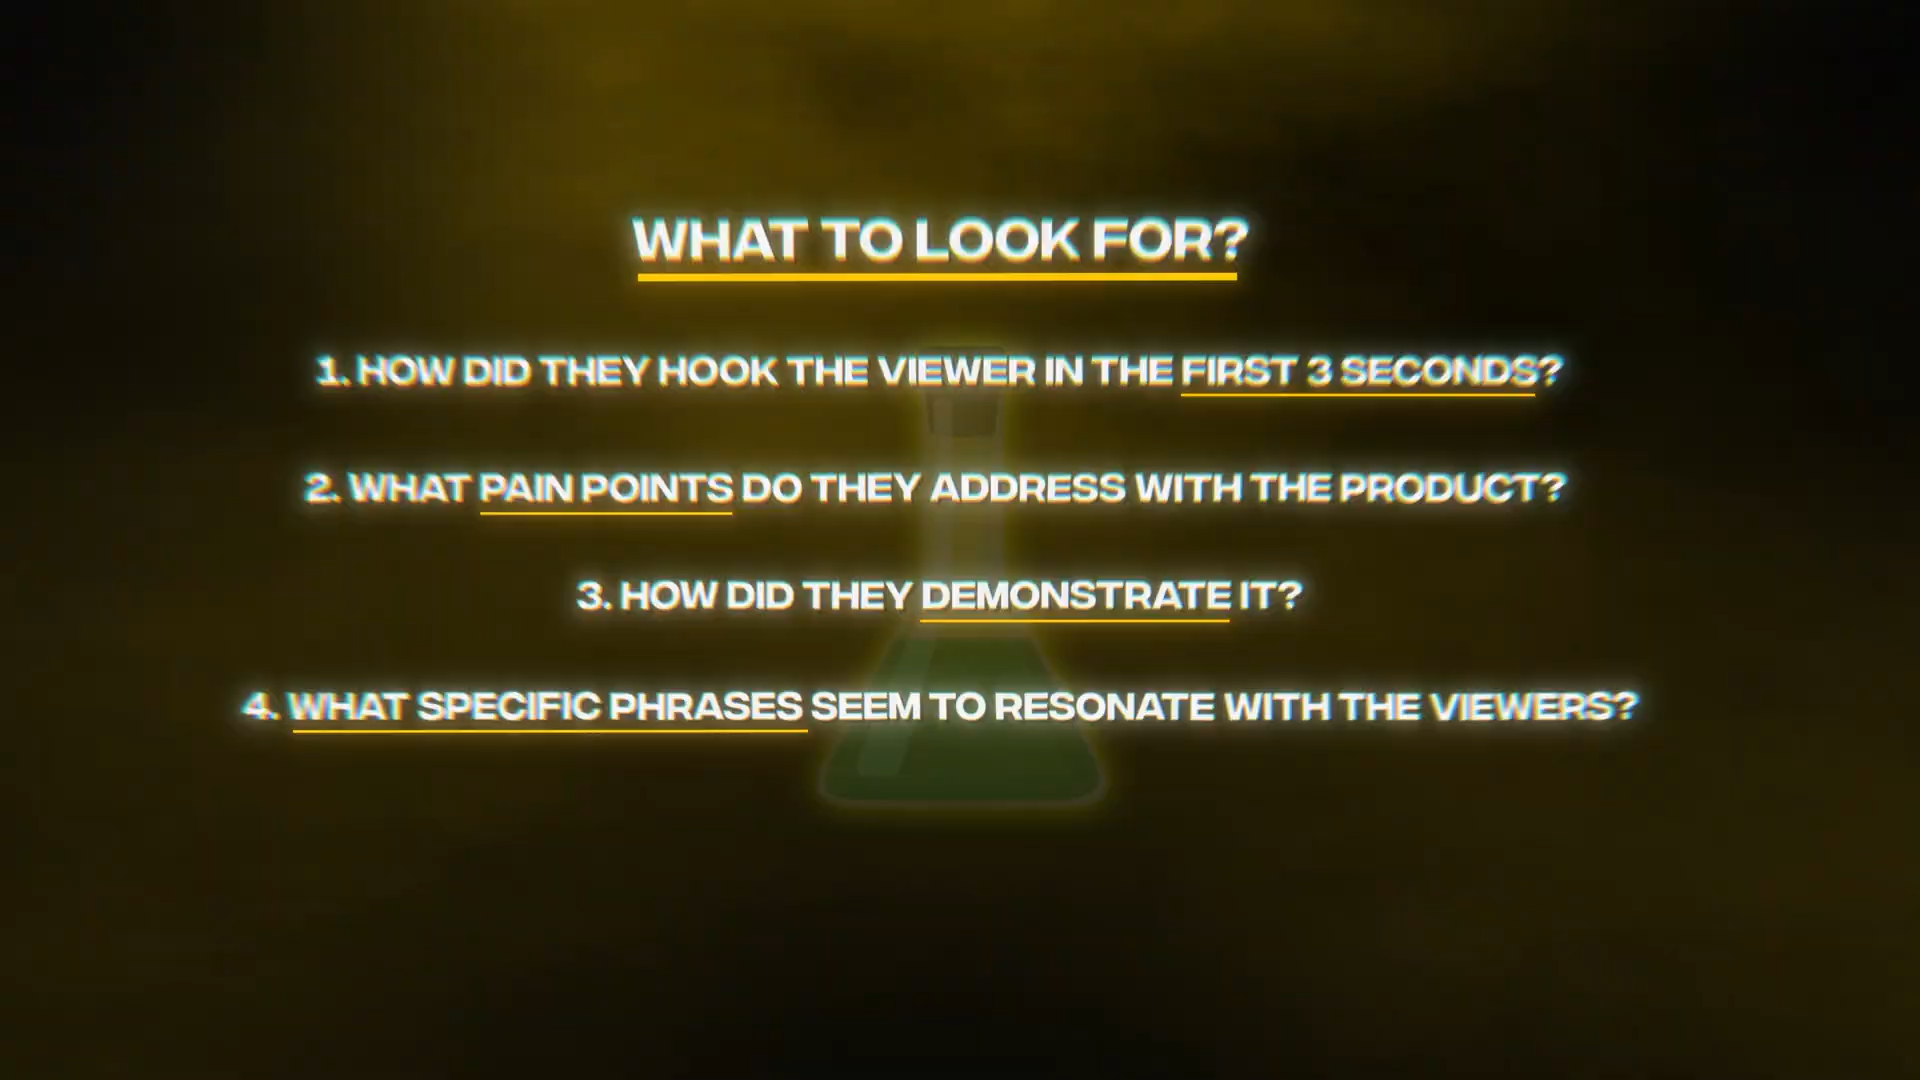 WHAT TO LOOK FOR?
1. HOW DID THEY HOOK THE VIEWER IN THE FIRST 3 SECONDS?
2. WHAT PAIN POINTS DO THEY ADDRESS WITH THE PRODUCT?
3. HOW DID THEY DEMONSTRATE IT?
4. WHAT SPECIFIC PHRASES SEEM TO RESONATE WITH THE VIEWERS?